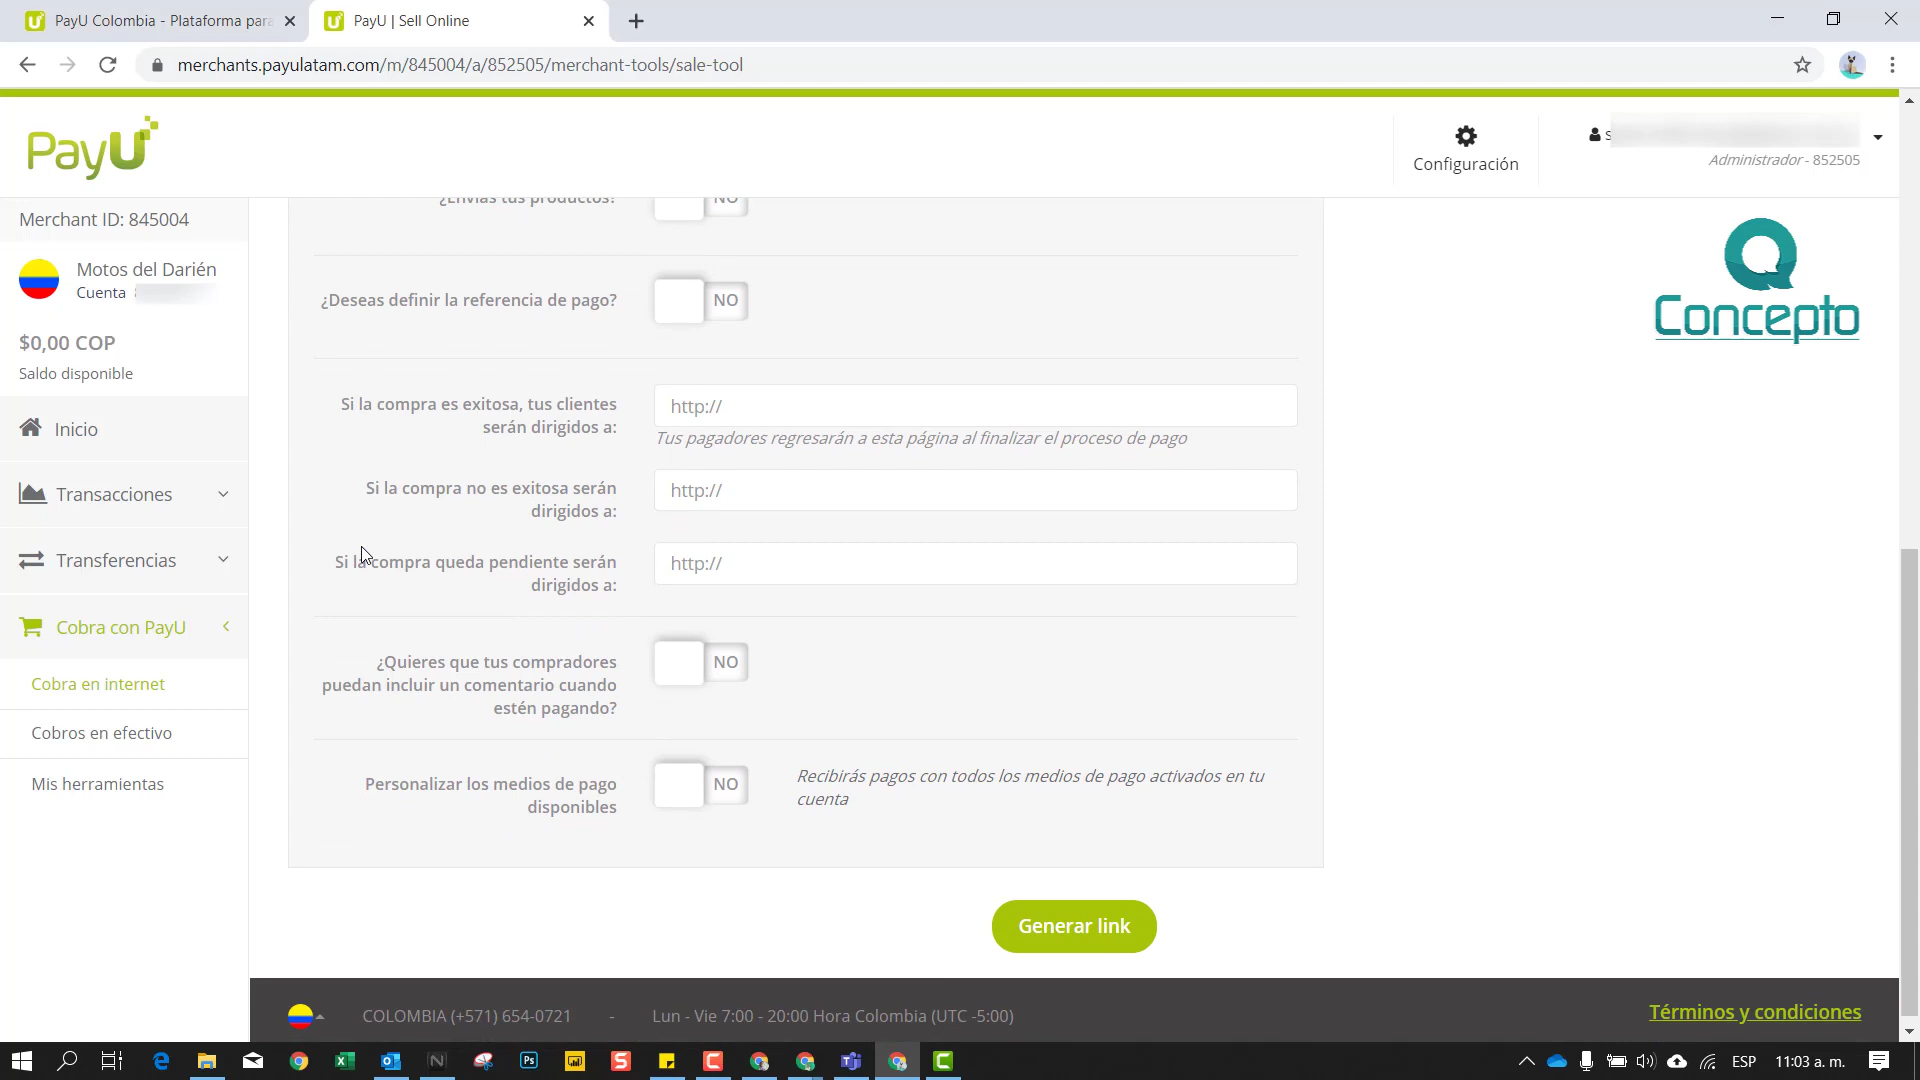 PayU Colombia - Plataforma para
PayU | Sell Online
merchants.payulatam.com/m/845004/a/852505/merchant-tools/sale-tool
PayU
Configuración
Administrador - 852505
Merchant ID: 845004
Motos del Darién
Cuenta
$0,00 COP
Saldo disponible
Inicio
Transacciones
Transferencias
Cobra con PayU
Cobra en internet
Cobros en efectivo
Mis herramientas
¿Envías tus productos?
NO
¿Deseas definir la referencia de pago?
NO
Si la compra es exitosa, tus clientes
serán dirigidos a:
http://
Tus pagadores regresarán a esta página al finalizar el proceso de pago
Si la compra no es exitosa serán
dirigidos a:
http://
Si la compra queda pendiente serán
dirigidos a:
http://
¿Quieres que tus compradores
puedan incluir un comentario cuando
estén pagando?
NO
Personalizar los medios de pago
disponibles
NO
Recibirás pagos con todos los medios de pago activados en tu
cuenta
Generar link
Concepto
COLOMBIA (+571) 654-0721 - Lun - Vie 7:00 - 20:00 Hora Colombia (UTC -5:00)
Términos y condiciones
ESP
11:03 a. m.